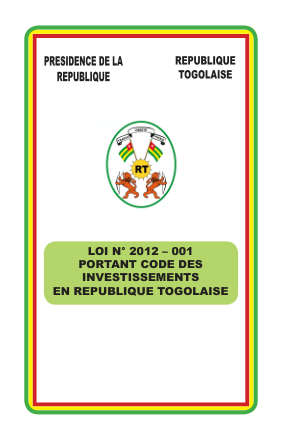 PRESIDENCE DE LA
REPUBLIQUE
REPUBLIQUE
TOGOLAISE
RT
LOI N° 2012 – 001
PORTANT CODE DES
INVESTISSEMENTS
EN REPUBLIQUE TOGOLAISE